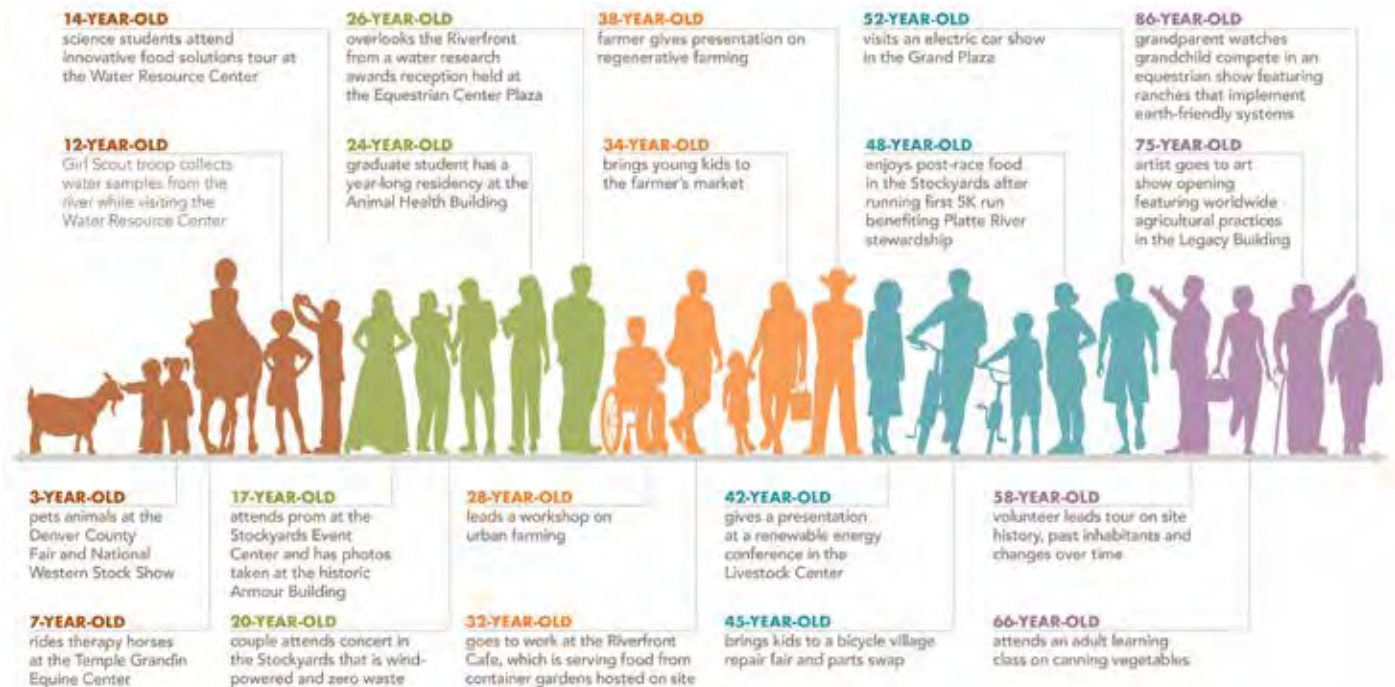 14-YEAR-OLD
science students attend
innovative food solutions tour at
the Water Resource Center
12-YEAR-OLD
Girl Scout troop collects
water samples from the
river while visiting the
Water Resource Center
26-YEAR-OLD
overlooks the Riverfront
from a water research
awards reception held at
the Equestrian Center Plaza
24-YEAR-OLD
graduate student has a
year-long residency at the
Animal Health Building
38-YEAR-OLD
farmer gives presentation on
regenerative farming
34-YEAR-OLD
brings young kids to
the farmer's market
52-YEAR-OLD
visits an electric car show
in the Grand Plaza
48-YEAR-OLD
enjoys post-race food
in the Stockyards after
running first 5K run
benefiting Platte River
stewardship
86-YEAR-OLD
grandparent watches
grandchild compete in an
equestrian show featuring
ranches that implement
earth-friendly systems
75-YEAR-OLD
artist goes to art
show opening
featuring worldwide
agricultural practices
in the Legacy Building
3-YEAR-OLD
pets animals at the
Denver County
Fair and National
Western Stock Show
7-YEAR-OLD
rides therapy horses
at the Temple Grandin
Equine Center
17-YEAR-OLD
attends prom at the
Stockyards Event
Center and has photos
taken at the historic
Armour Building
20-YEAR-OLD
couple attends concert in
the Stockyards that is wind-
powered and zero waste
28-YEAR-OLD
leads a workshop on
urban farming
32-YEAR-OLD
goes to work at the Riverfront
Cafe, which is serving food from
container gardens hosted on site
42-YEAR-OLD
gives a presentation
at a renewable energy
conference in the
Livestock Center
45-YEAR-OLD
brings kids to a bicycle village
repair fair and parts swap
58-YEAR-OLD
volunteer leads tour on site
history, past inhabitants and
changes over time
66-YEAR-OLD
attends an adult learning
class on canning vegetables